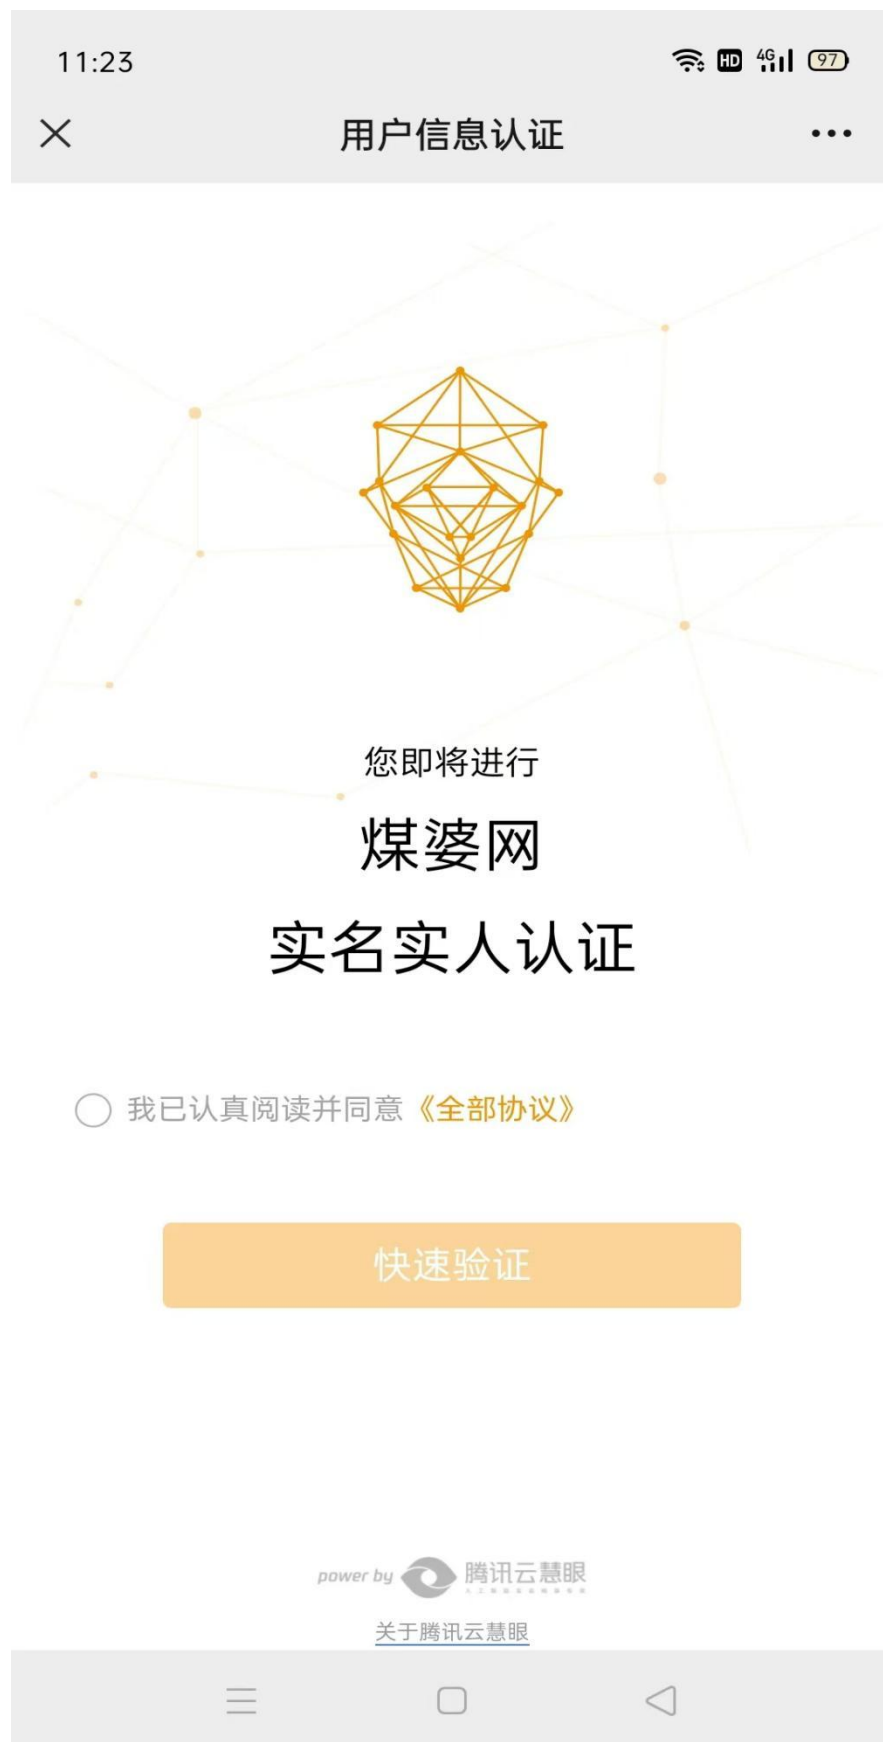 11:23
HD 4G 97
用户信息认证
您即将进行
煤婆网
实名实人认证
我已认真阅读并同意《全部协议》
快速验证
power by 腾讯云慧眼
关于腾讯云慧眼